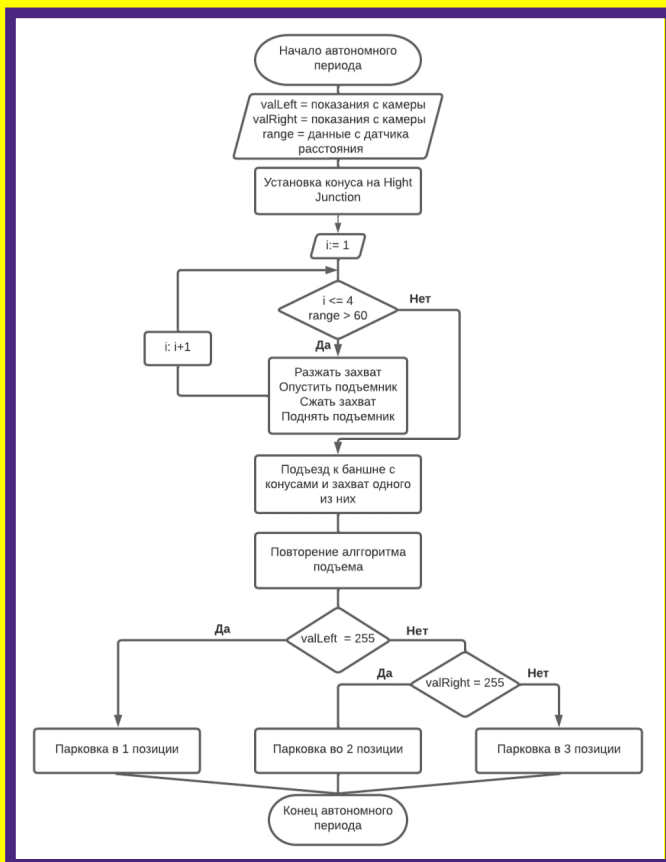 Начало автономного
периода
valLeft = показания с камеры
valRight = показания с камеры
range = данные с датчика
расстояния
Установка конуса на Hight
Junction
i:= 1
i <= 4
range > 60
Нет
Да
i: i+1
Разжать захват
Опустить подъемник
Сжать захват
Поднять подъемник
Подъезд к баншне с
конусами и захват одного
из них
Повторение алггоритма
подъема
valLeft = 255
Да
Нет
valRight = 255
Да
Нет
Парковка в 1 позиции
Парковка во 2 позиции
Парковка в 3 позиции
Конец автономного
периода